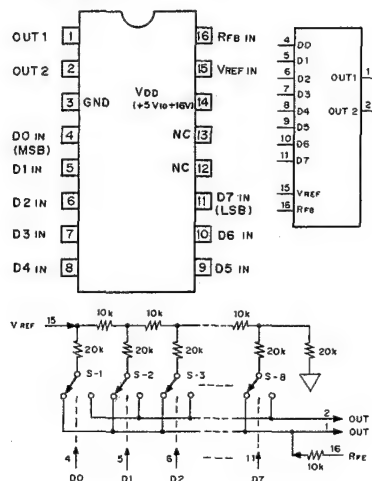 OUT 1 1 16 RFB IN
OUT 2 2 15 VREF IN
3 GND VDD (+5V TO +16V) 14
D0 IN (MSB) 4 NC 13
D1 IN 5 NC 12
D2 IN 6 11 D7 IN (LSB)
D3 IN 7 10 D6 IN
D4 IN 8 9 D5 IN
4 D0
5 D1
6 D2
7 D3
8 D4
9 D5
10 D6
11 D7
15 VREF
16 RFB
OUT1 1
OUT 2 2
VREF 15 10k 10k 10k
20k 20k 20k 20k 20k
S-1 S-2 S-3 S-8
2 OUT
1 OUT
16 RFE
10k
4 5 6 11
D0 D1 D2 D7